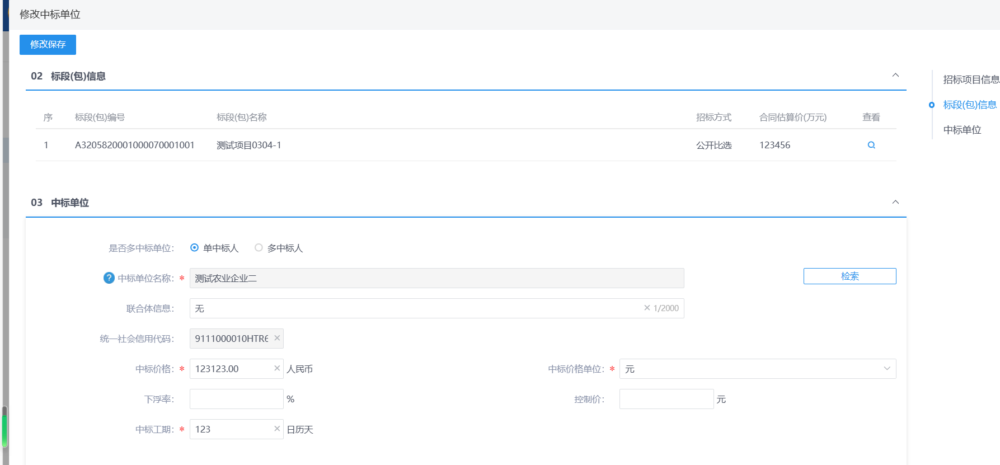 修改中标单位
修改保存
02 标段(包)信息
序 标段(包)编号 标段(包)名称 招标方式 合同估算价(万元) 查看
1 A3205820001000070001001 测试项目0304-1 公开比选 123456
03 中标单位
是否多中标单位： 单中标人 多中标人
? 中标单位名称： * 测试农业企业二 检索
联合体信息： 无 × 1/2000
统一社会信用代码： 9111000010HTR6 ×
中标价格： * 123123.00 × 人民币 中标价格单位： * 元
下浮率： % 控制价： 元
中标工期： * 123 × 日历天
招标项目信息
标段(包)信息
中标单位